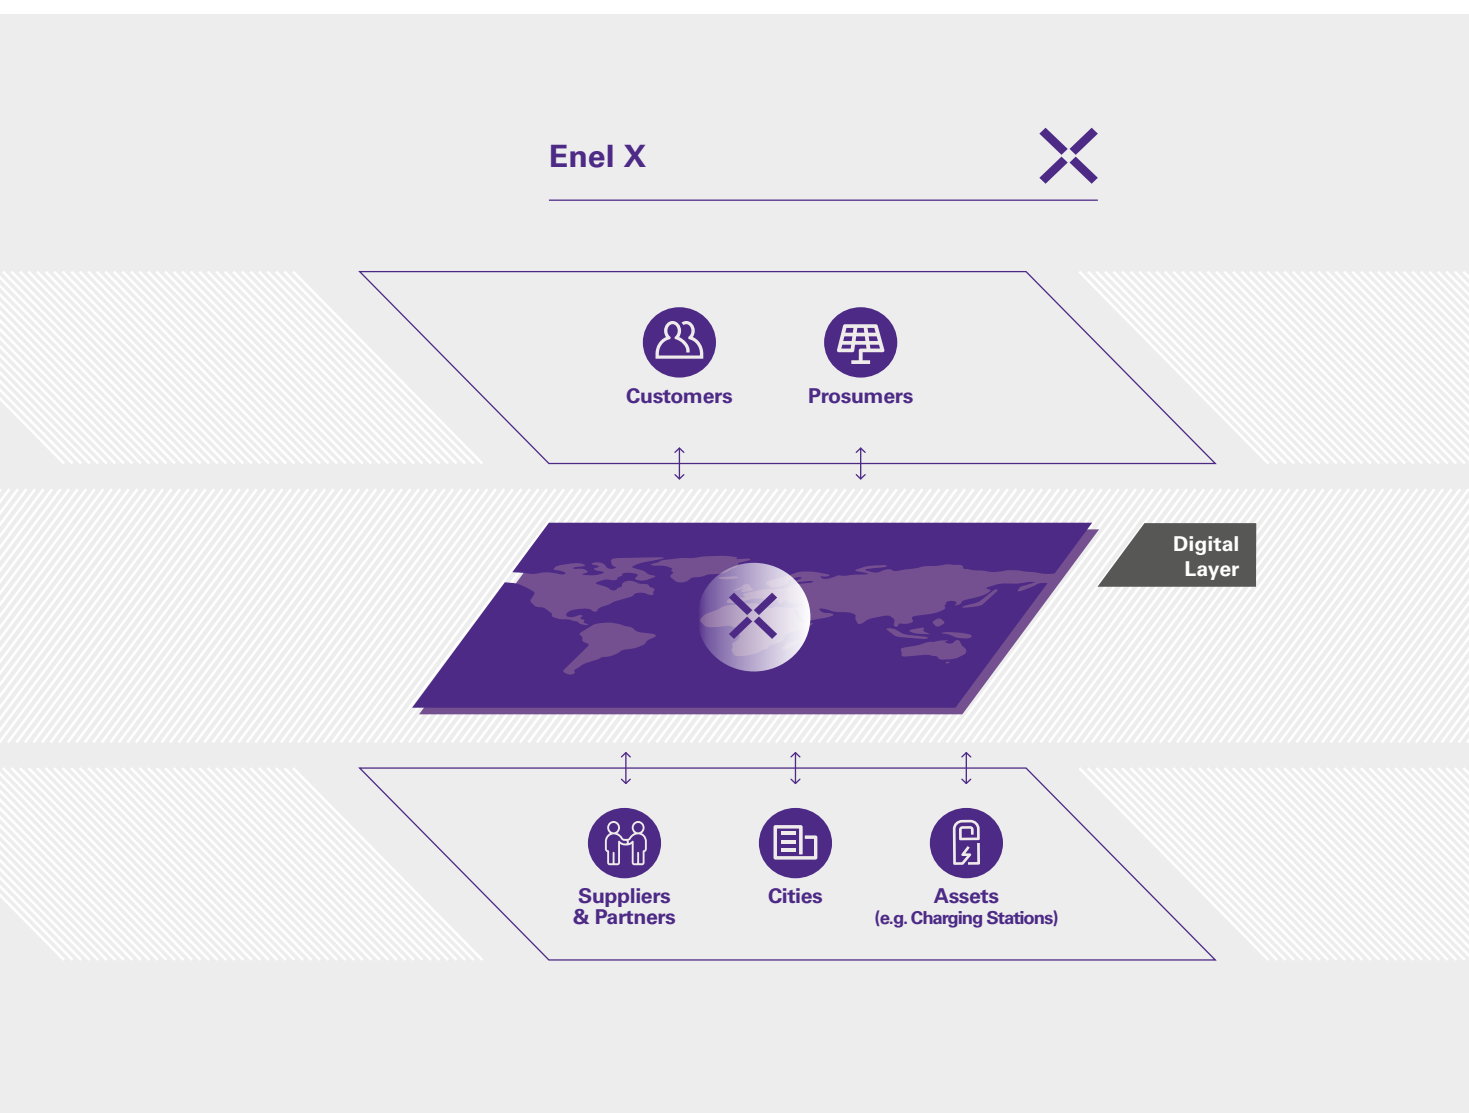 Enel X
Customers
Prosumers
Digital
Layer
Suppliers
& Partners
Cities
Assets
(e.g. Charging Stations)